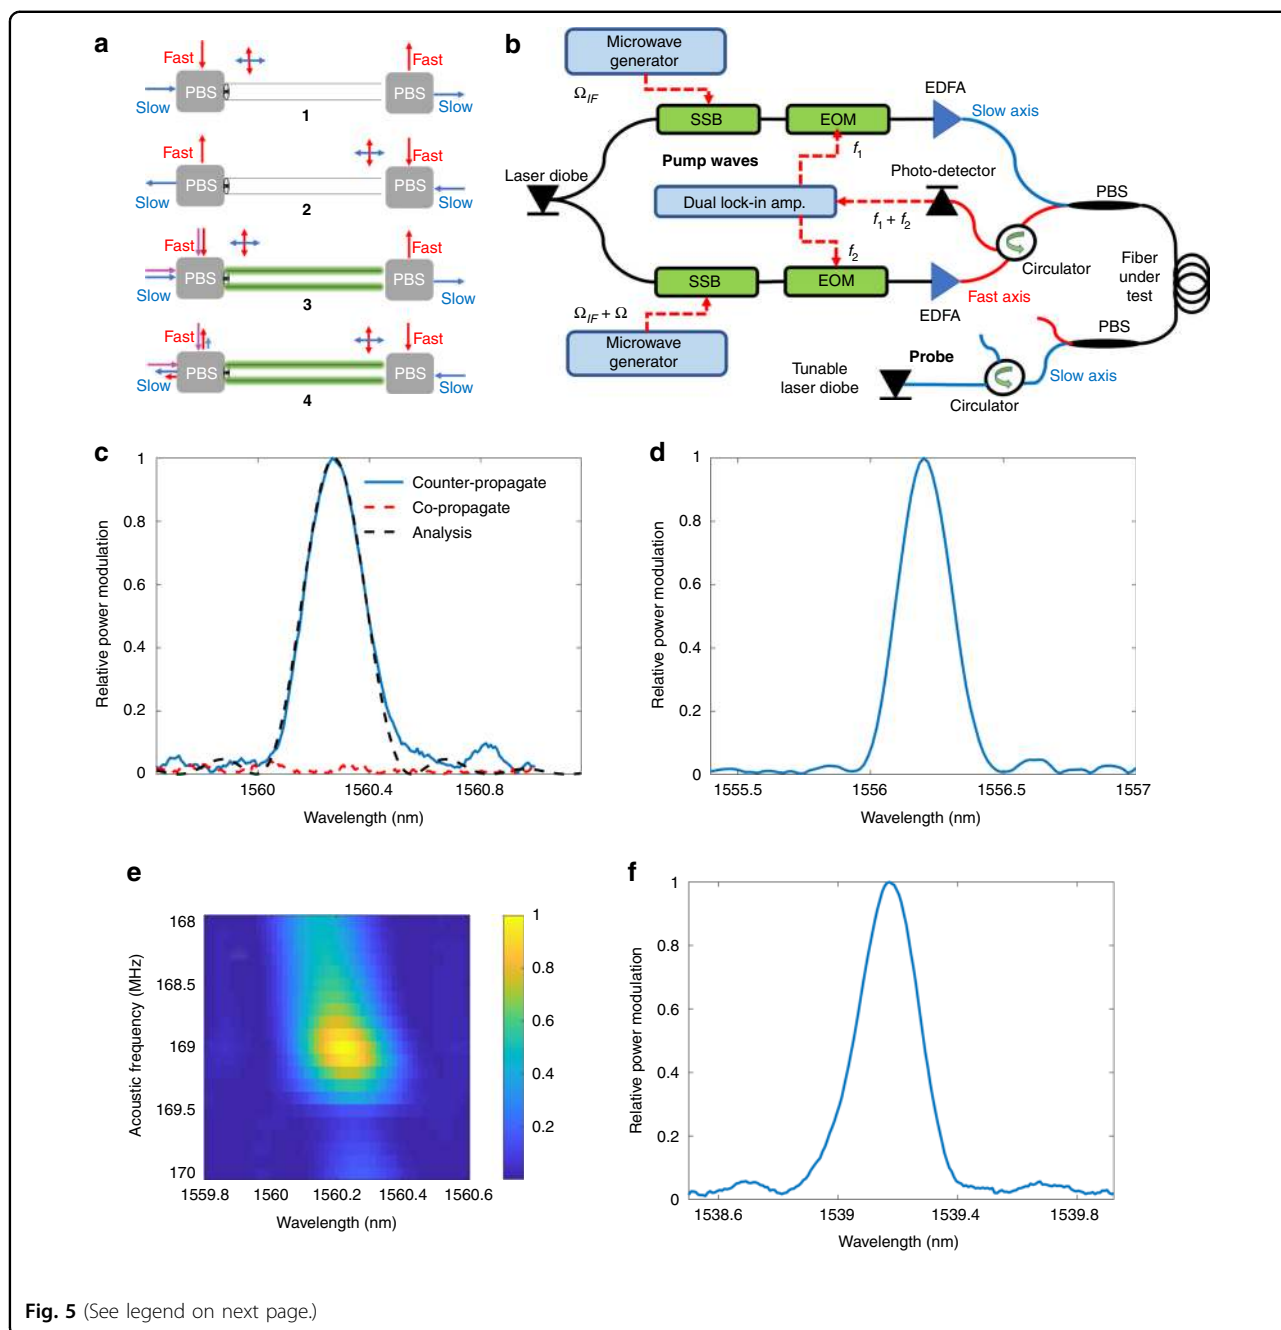 a
Fast
PBS
PBS
Slow
Slow
1
Fast
Fast
PBS
PBS
Slow
Slow
2
Fast
Fast
PBS
PBS
Slow
Slow
3
Fast
Fast
PBS
PBS
Slow
Slow
4
b
Microwave
generator
Ω_IF
EDFA
Slow axis
SSB
EOM
Pump waves
f1
Photo-detector
Laser diobe
PBS
Dual lock-in amp.
f1 + f2
f2
Circulator
Fiber
under
test
SSB
EOM
Fast axis
Ω_IF + Ω
EDFA
PBS
Microwave
generator
Probe
Tunable
laser diobe
Slow axis
Circulator
c
1
0.8
0.6
0.4
0.2
0
Relative power modulation
Counter-propagate
Co-propagate
Analysis
1560
1560.4
1560.8
Wavelength (nm)
d
1
0.8
0.6
0.4
0.2
0
Relative power modulation
1555.5
1556
1556.5
1557
Wavelength (nm)
e
168
168.5
169
169.5
170
Acoustic frequency (MHz)
1559.8
1560
1560.2
1560.4
1560.6
Wavelength (nm)
1
0.8
0.6
0.4
0.2
f
1
0.8
0.6
0.4
0.2
0
Relative power modulation
1538.6
1539
1539.4
1539.8
Wavelength (nm)
Fig. 5 (See legend on next page.)